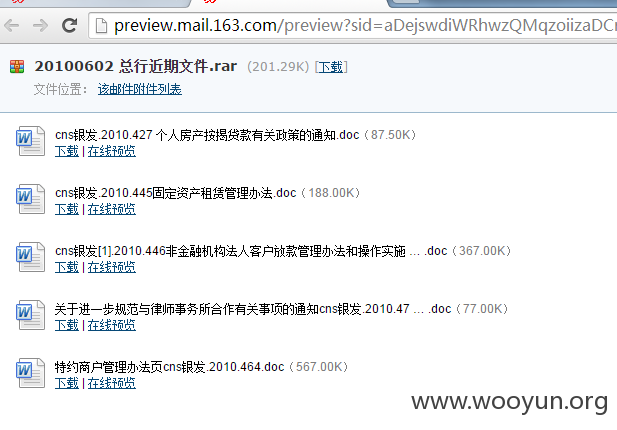 preview.mail.163.com/preview?sid=aDejswdiWRhwzQMqzoiizaDC
20100602 总行近期文件.rar (201.29K) [下载]
文件位置： 该邮件附件列表
cns银发.2010.427 个人房产按揭贷款有关政策的通知.doc（87.50K）
下载 | 在线预览
cns银发.2010.445固定资产租赁管理办法.doc（188.00K）
下载 | 在线预览
cns银发[1].2010.446非金融机构法人客户放款管理办法和操作实施 ... .doc（367.00K）
下载 | 在线预览
关于进一步规范与律师事务所合作有关事项的通知cns银发.2010.47 ... .doc（77.00K）
下载 | 在线预览
特约商户管理办法页cns银发.2010.464.doc（567.00K）
下载 | 在线预览
www.wooyun.org